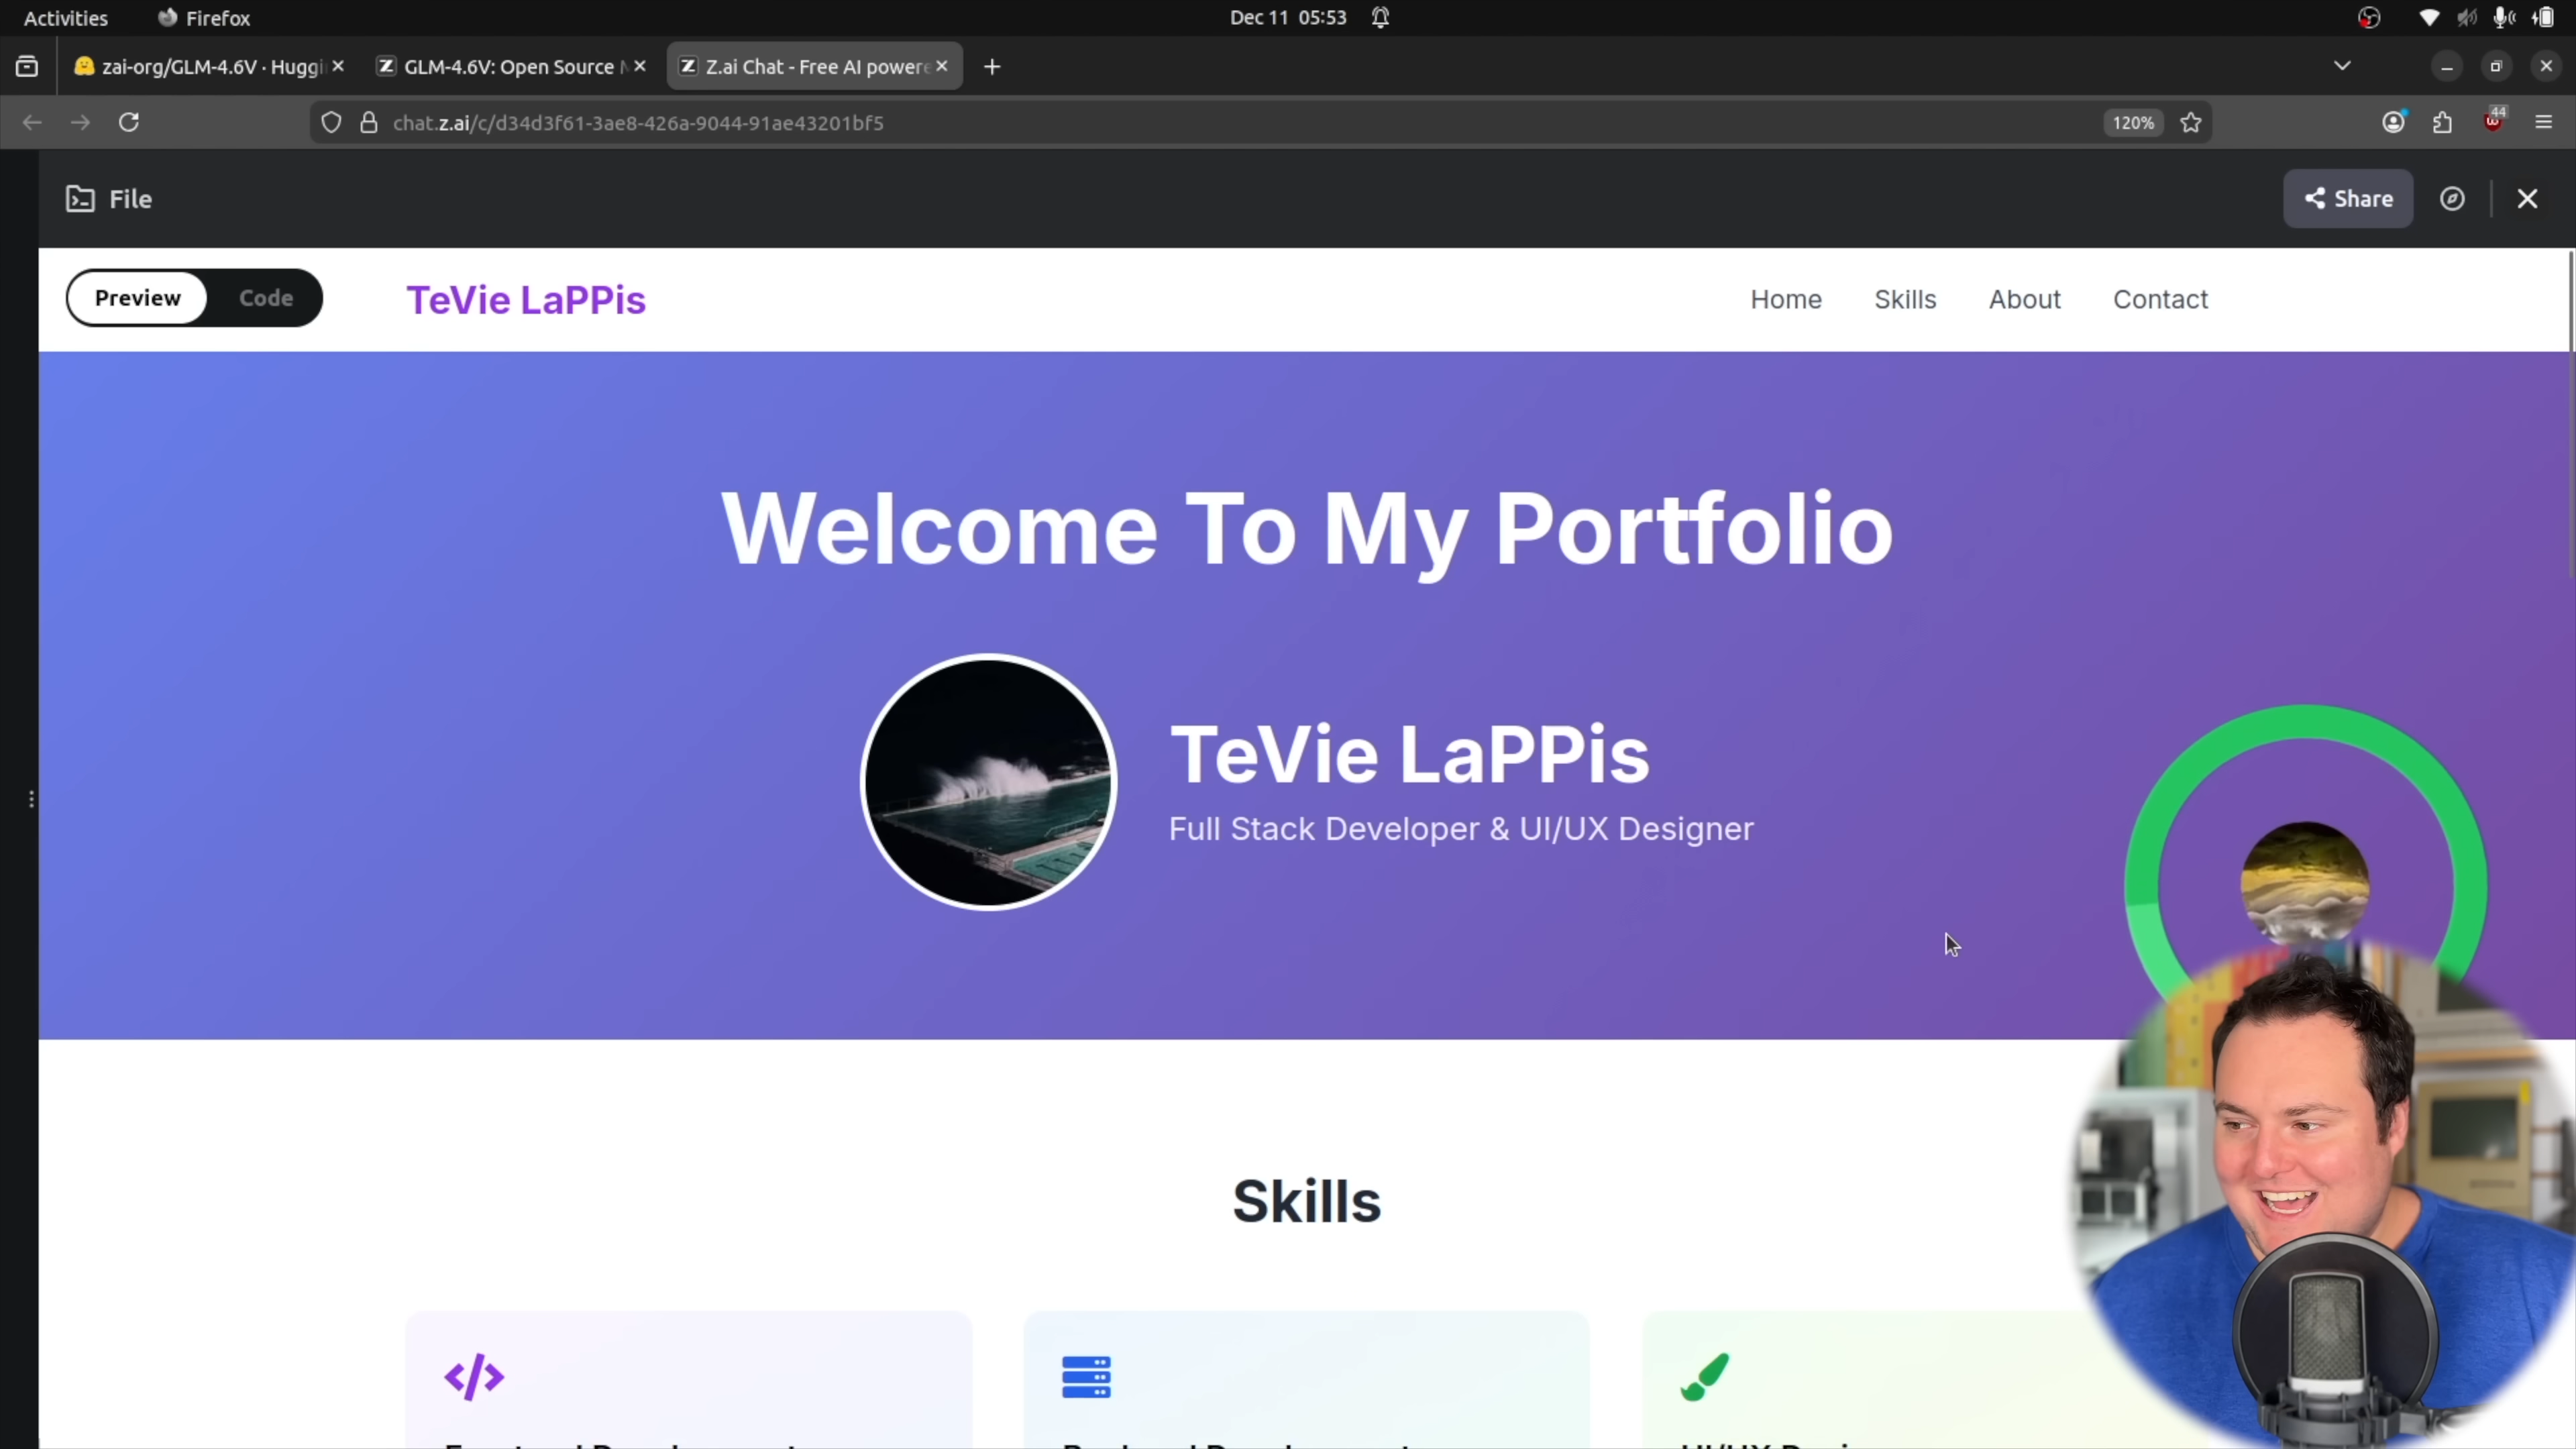 Activities Firefox Dec 11 05:53
zai-org/GLM-4.6V · Huggi GLM-4.6V: Open Source Z.ai Chat - Free AI power
chat.z.ai/c/d34d3f61-3ae8-426a-9044-91ae43201bf5 120% 44
File Share
Preview Code TeVie LaPPis Home Skills About Contact
Welcome To My Portfolio
TeVie LaPPis
Full Stack Developer & UI/UX Designer
Skills